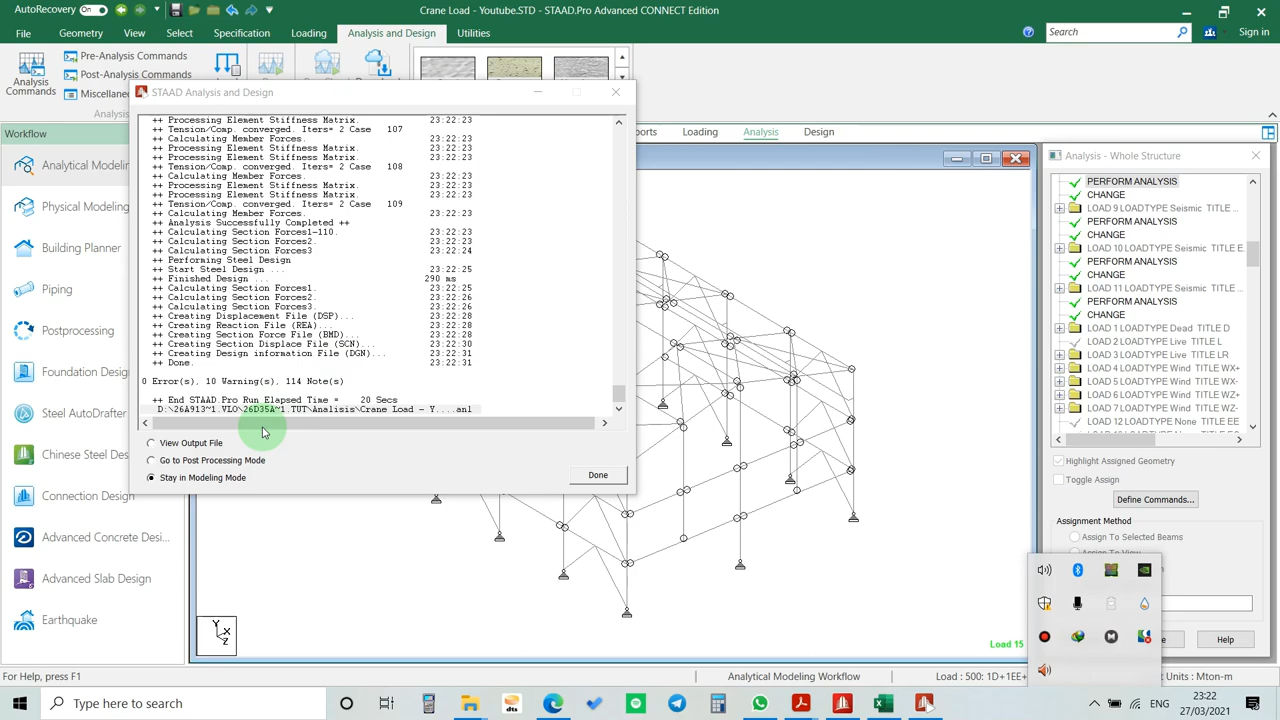 AutoRecovery On
Crane Load - Youtube.STD - STAAD.Pro Advanced CONNECT Edition
File
Geometry
View
Select
Specification
Loading
Analysis and Design
Utilities
Search
Sign in
Analysis
Commands
Pre-Analysis Commands
Post-Analysis Commands
Miscellaneo
Analysis
STAAD Analysis and Design
Workflow
Analytical Modelin
Physical Modeling
Building Planner
Piping
Postprocessing
Foundation Design
Steel AutoDrafter
Chinese Steel Des
Connection Design
Advanced Concrete Desi...
Advanced Slab Design
Earthquake
++ Processing Element Stiffness Matrix. 23:22:23
++ Tension/Comp. converged. Iters= 2 Case 107
++ Calculating Member Forces. 23:22:23
++ Processing Element Stiffness Matrix. 23:22:23
++ Processing Element Stiffness Matrix. 23:22:23
++ Tension/Comp. converged. Iters= 2 Case 108
++ Calculating Member Forces. 23:22:23
++ Processing Element Stiffness Matrix. 23:22:23
++ Processing Element Stiffness Matrix. 23:22:23
++ Tension/Comp. converged. Iters= 2 Case 109
++ Calculating Member Forces. 23:22:23
++ Analysis Successfully Completed ++
++ Calculating Section Forces1-110. 23:22:23
++ Calculating Section Forces2. 23:22:23
++ Calculating Section Forces3 23:22:24
++ Performing Steel Design
++ Start Steel Design ... 23:22:25
++ Finished Design ... 290 ms
++ Calculating Section Forces1. 23:22:25
++ Calculating Section Forces2. 23:22:26
++ Calculating Section Forces3. 23:22:26
++ Creating Displacement File (DSP)... 23:22:28
++ Creating Reaction File (REA)... 23:22:28
++ Creating Section Force File (BMD)... 23:22:28
++ Creating Section Displace File (SCN)... 23:22:30
++ Creating Design information File (DGN)... 23:22:31
++ Done. 23:22:31
0 Error(s), 10 Warning(s), 114 Note(s)
++ End STAAD.Pro Run Elapsed Time = 20 Secs
D:\26A913~1.VLO\26D35A~1.TUT\Analisis\Crane Load - Y....anl
View Output File
Go to Post Processing Mode
Stay in Modeling Mode
Done
ports
Loading
Analysis
Design
Y
X
Z
Load 15
Analysis - Whole Structure
PERFORM ANALYSIS
CHANGE
LOAD 9 LOADTYPE Seismic TITLE ...
PERFORM ANALYSIS
CHANGE
LOAD 10 LOADTYPE Seismic TITLE E.
PERFORM ANALYSIS
CHANGE
LOAD 11 LOADTYPE Seismic TITLE ...
PERFORM ANALYSIS
CHANGE
LOAD 1 LOADTYPE Dead TITLE D
LOAD 2 LOADTYPE Live TITLE L
LOAD 3 LOADTYPE Live TITLE LR
LOAD 4 LOADTYPE Wind TITLE WX+
LOAD 5 LOADTYPE Wind TITLE WX-
LOAD 6 LOADTYPE Wind TITLE WZ+
LOAD 7 LOADTYPE Wind TITLE WZ-
LOAD 12 LOADTYPE None TITLE EE
Highlight Assigned Geometry
Toggle Assign
Define Commands...
Assignment Method
Assign To Selected Beams
Help
For Help, press F1
Analytical Modeling Workflow
Load : 500: 1D+1EE+
Units : Mton-m
Type here to search
ENG
23:22
27/03/2021